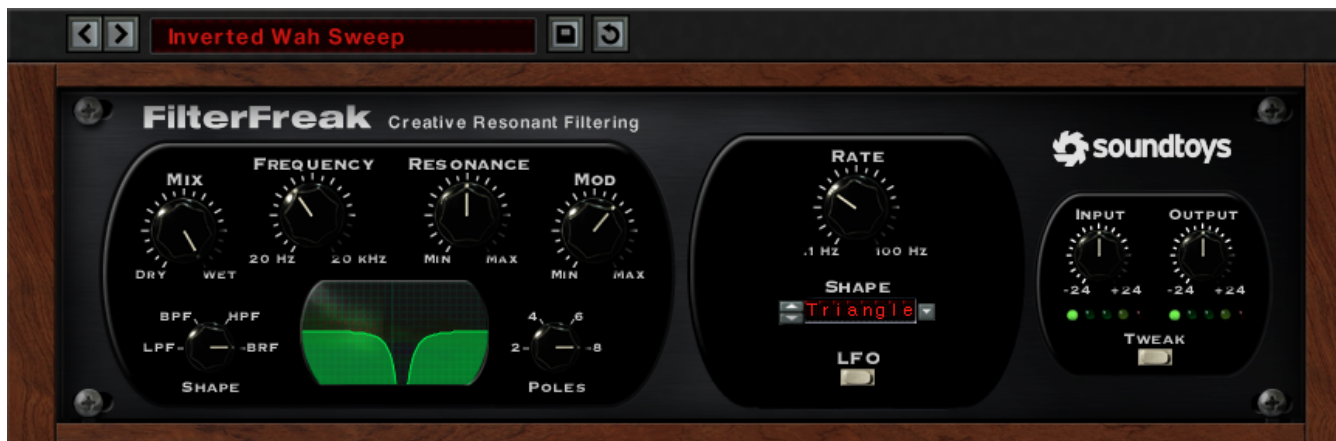 Inverted Wah Sweep
FilterFreak Creative Resonant Filtering
MIX
FREQUENCY
RESONANCE
MOD
DRY WET
20 HZ 20 KHZ
MIN MAX
MIN MAX
BPF HPF
LPF BRF
SHAPE
4 6
2 8
POLES
RATE
.1 HZ 100 HZ
SHAPE
Triangle
LFO
soundtoys
INPUT OUTPUT
-24 +24 -24 +24
TWEAK